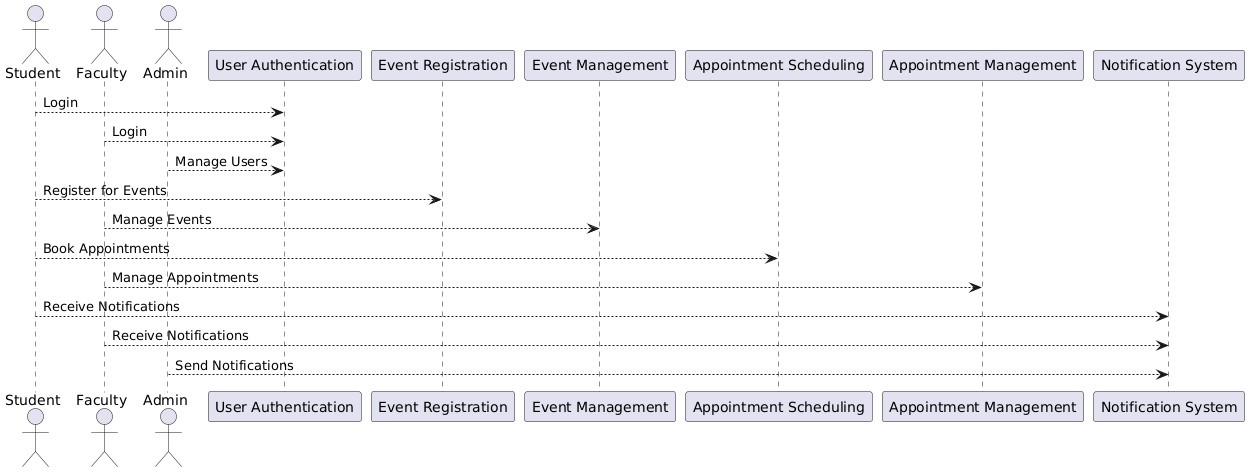 Student Faculty Admin User Authentication Event Registration Event Management Appointment Scheduling Appointment Management Notification System
Login
Login
Manage Users
Register for Events
Manage Events
Book Appointments
Manage Appointments
Receive Notifications
Receive Notifications
Send Notifications
Student Faculty Admin User Authentication Event Registration Event Management Appointment Scheduling Appointment Management Notification System